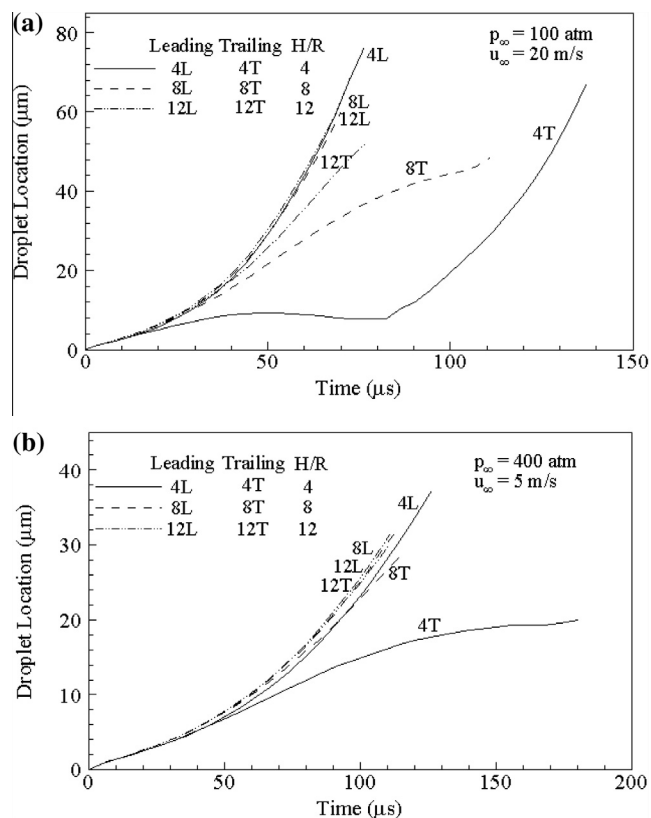 (a)
80
60
40
20
0
Droplet Location (μm)
Leading Trailing H/R
4L 4T 4
8L 8T 8
12L 12T 12
p∞ = 100 atm
u∞ = 20 m/s
4L
8L
12L
12T
8T
4T
0 50 100 150
Time (μs)
(b)
40
30
20
10
0
Droplet Location (μm)
Leading Trailing H/R
4L 4T 4
8L 8T 8
12L 12T 12
p∞ = 400 atm
u∞ = 5 m/s
4L
8L
12L
12T
8T
4T
0 50 100 150 200
Time (μs)